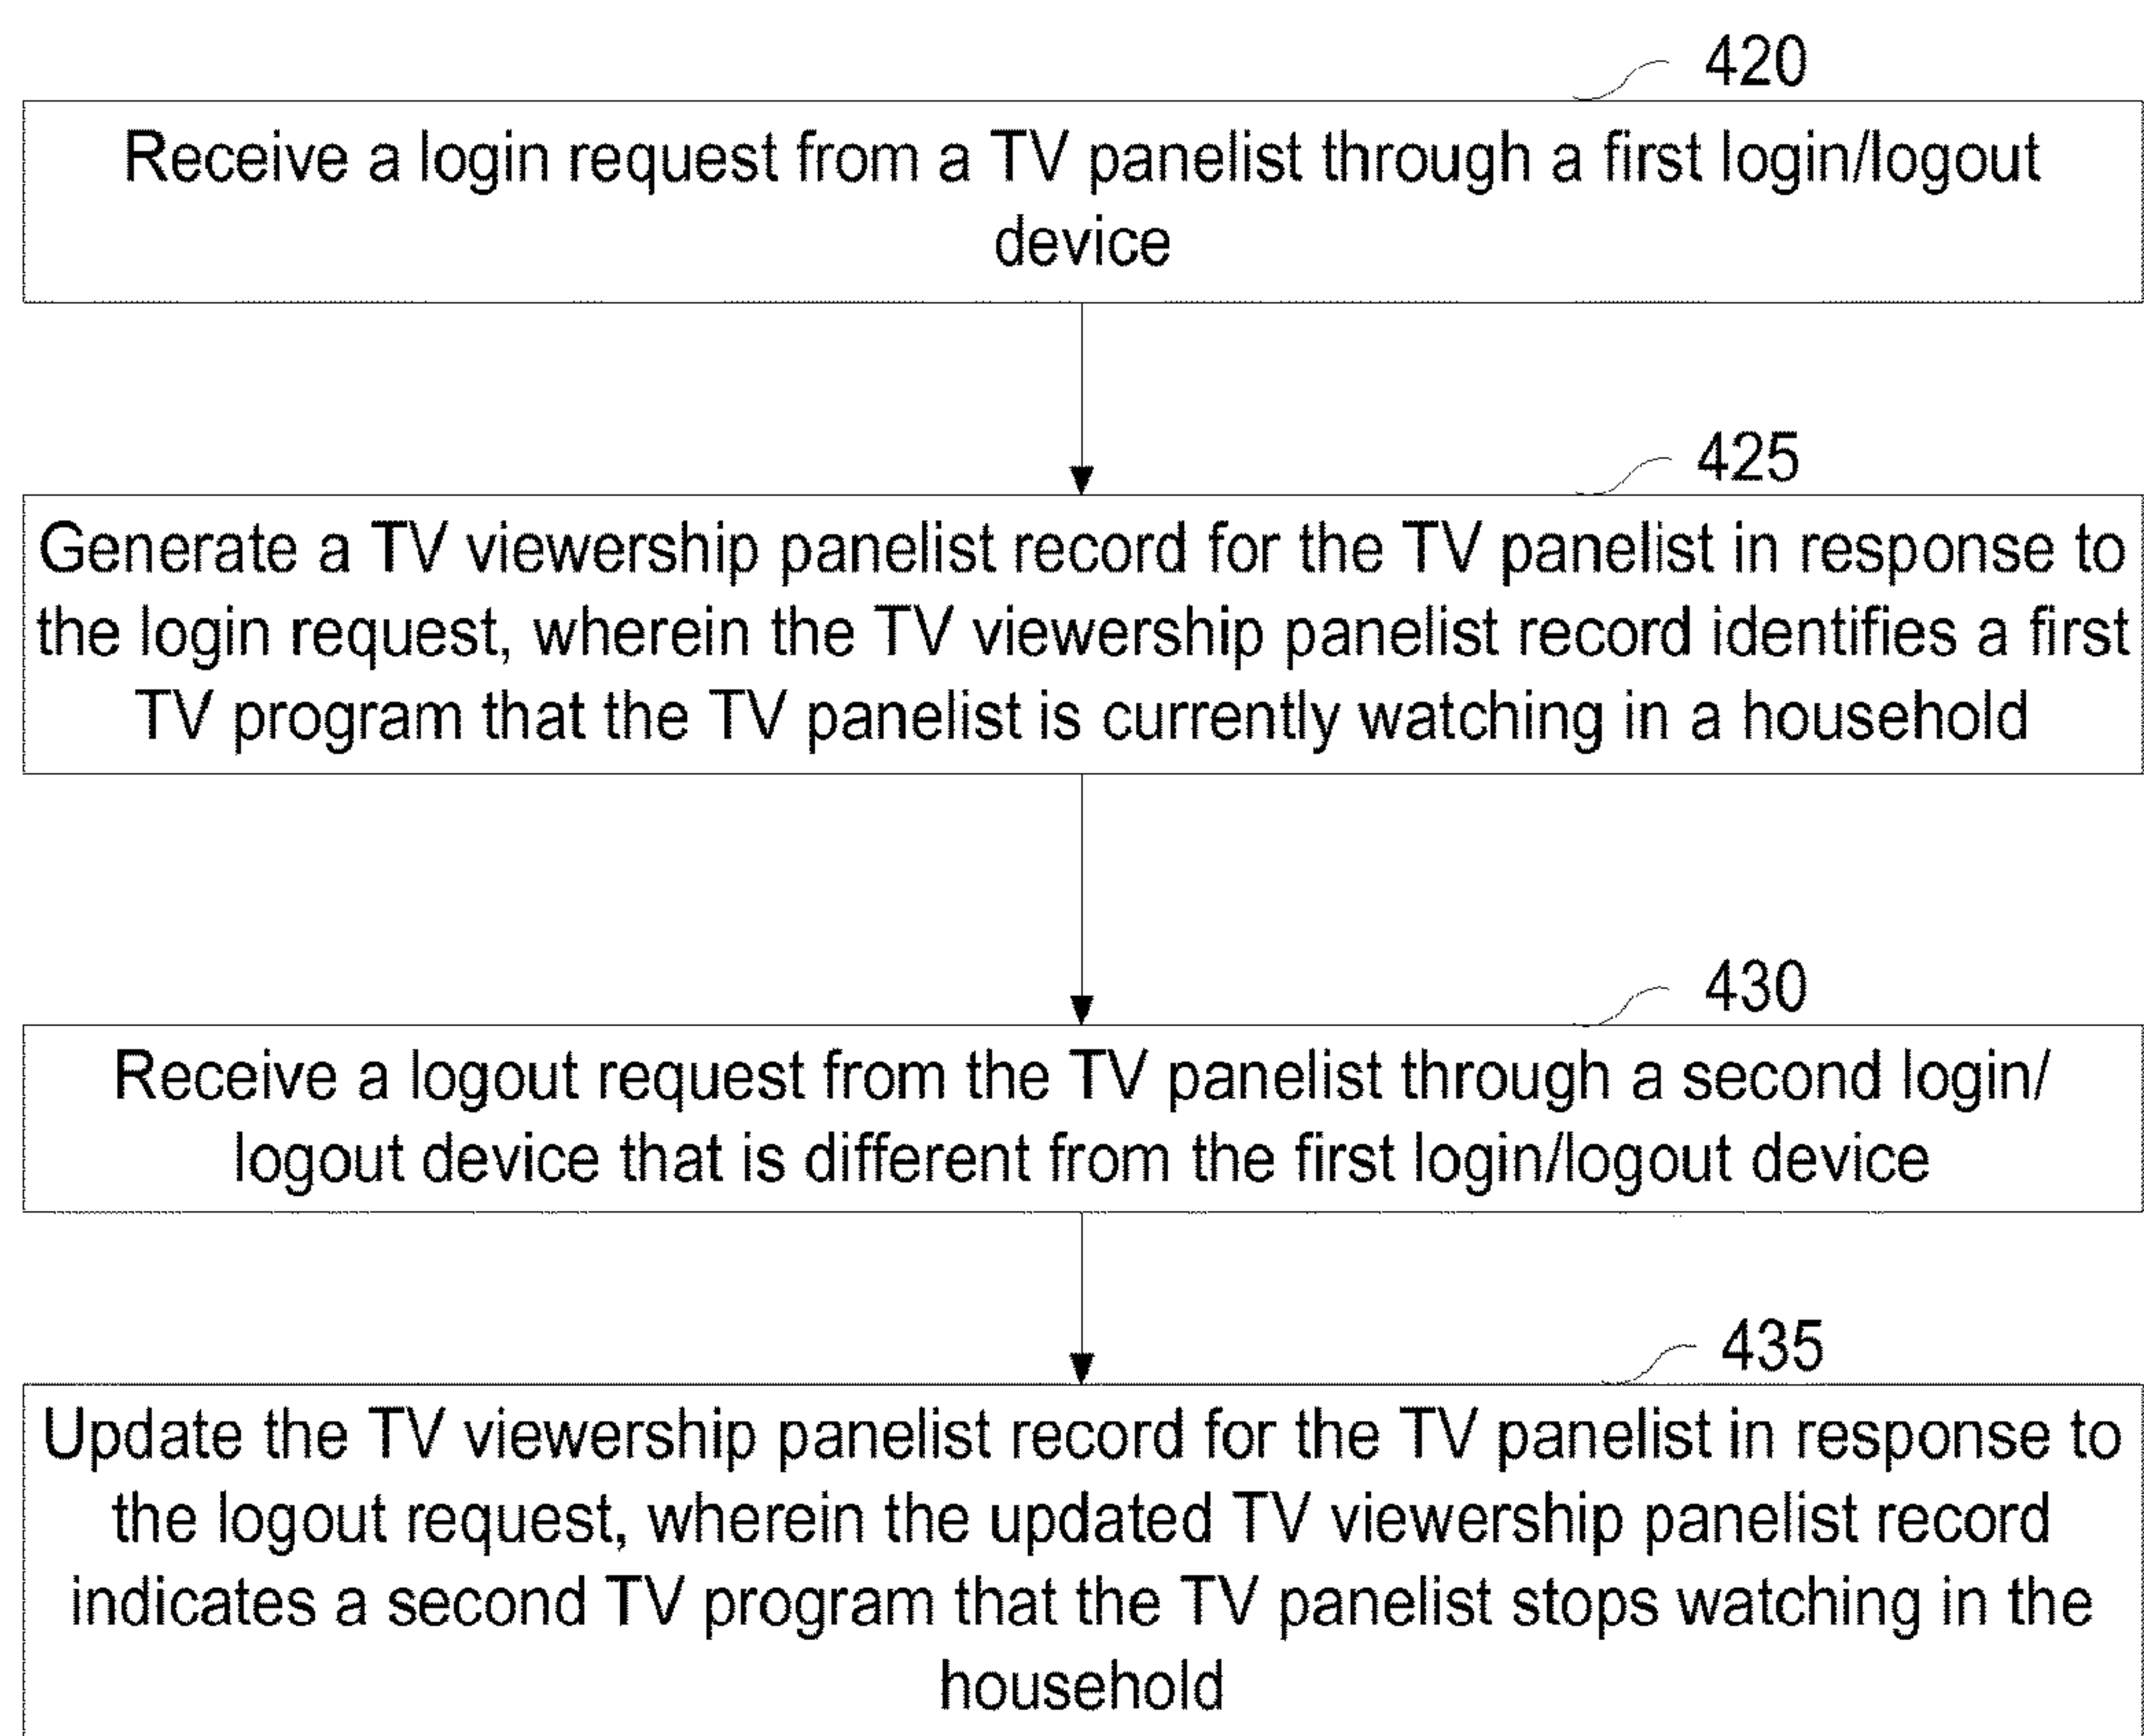 420
Receive a login request from a TV panelist through a first login/logout
device
425
Generate a TV viewership panelist record for the TV panelist in response to
the login request, wherein the TV viewership panelist record identifies a first
TV program that the TV panelist is currently watching in a household
430
Receive a logout request from the TV panelist through a second login/
logout device that is different from the first login/logout device
435
Update the TV viewership panelist record for the TV panelist in response to
the logout request, wherein the updated TV viewership panelist record
indicates a second TV program that the TV panelist stops watching in the
household